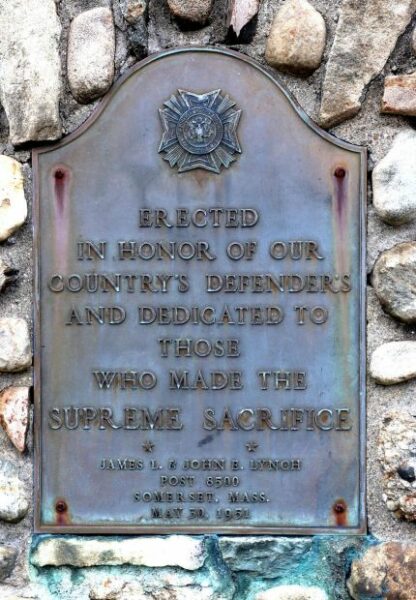 ERECTED
IN HONOR OF OUR
COUNTRY'S DEFENDERS
AND DEDICATED TO
THOSE
WHO MADE THE
SUPREME SACRIFICE
JAMES L. & JOHN E. LYNCH
POST 8500
SOMERSET, MASS.
MAY 30, 1951